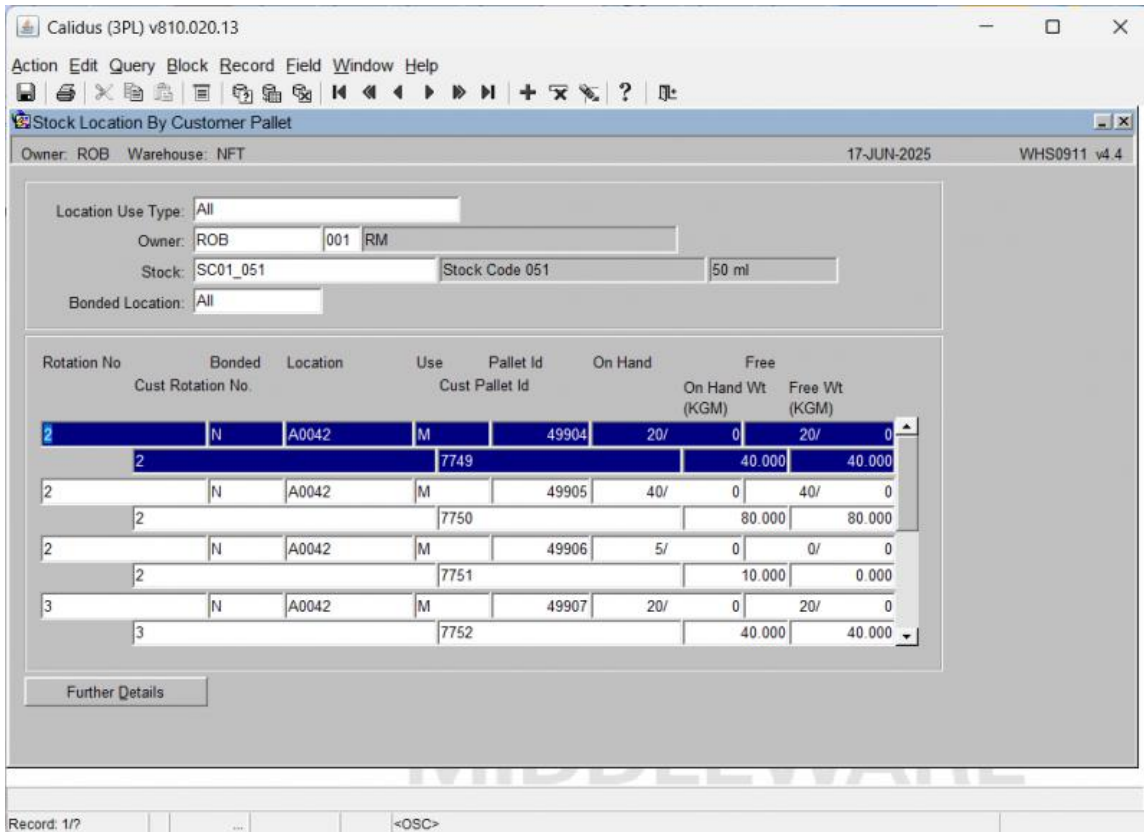 Calidus (3PL) v810.020.13
Action Edit Query Block Record Field Window Help
Stock Location By Customer Pallet
Owner: ROB Warehouse: NFT 17-JUN-2025 WHS0911 v4.4
Location Use Type: All
Owner: ROB 001 RM
Stock: SC01_051 Stock Code 051 50 ml
Bonded Location: All
Rotation No Bonded Location Use Pallet Id On Hand Free
Cust Rotation No. Cust Pallet Id On Hand Wt Free Wt
(KGM) (KGM)
2 N A0042 M 49904 20/ 0 20/ 0
2 7749 40.000 40.000
2 N A0042 M 49905 40/ 0 40/ 0
2 7750 80.000 80.000
2 N A0042 M 49906 5/ 0 0/ 0
2 7751 10.000 0.000
3 N A0042 M 49907 20/ 0 20/ 0
3 7752 40.000 40.000
Further Details
MIDDLEWARE
Record: 1/? ... <OSC>